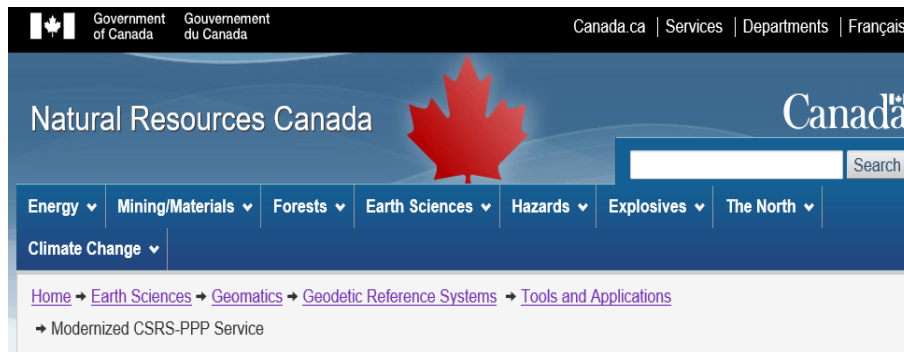 Government Gouvernement
of Canada du Canada
Canada.ca | Services | Departments | Français
Natural Resources Canada
Canada
Search
Energy Mining/Materials Forests Earth Sciences Hazards Explosives The North
Climate Change
Home → Earth Sciences → Geomatics → Geodetic Reference Systems → Tools and Applications
→ Modernized CSRS-PPP Service